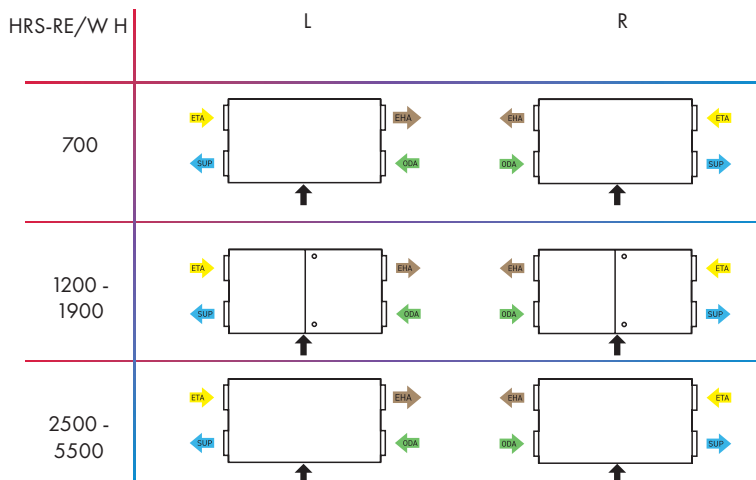 HRS-RE/W H L R
700
ETA EHA EHA ETA
SUP ODA ODA SUP
1200 -
1900
ETA EHA EHA ETA
SUP ODA ODA SUP
2500 -
5500
ETA EHA EHA ETA
SUP ODA ODA SUP